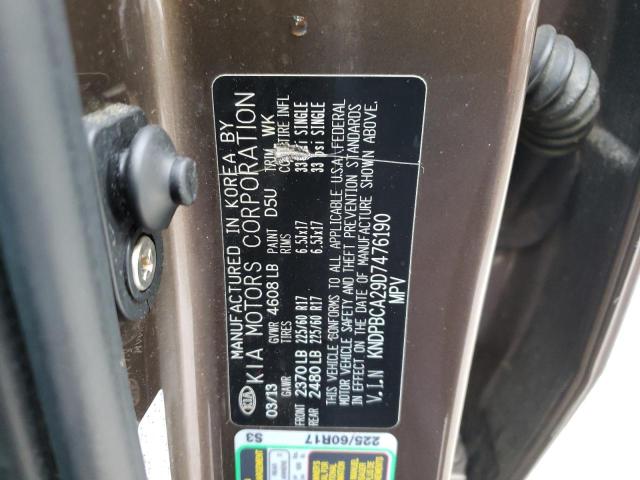 MANUFACTURED IN KOREA BY
KIA KIA MOTORS CORPORATION
03/13 GVWR 4608 LB PAINT D5U TRIM WK
GAWR TIRES RIMS TIRE INFL
FRONT 2370 LB 225/60 R17 6.5Jx17 33 psi SINGLE
REAR 2480 LB 225/60 R17 6.5Jx17 33 psi SINGLE
THIS VEHICLE CONFORMS TO ALL APPLICABLE U.S.A. FEDERAL
MOTOR VEHICLE SAFETY AND THEFT PREVENTION STANDARDS
IN EFFECT ON THE DATE OF MANUFACTURE SHOWN ABOVE.
V.I.N KNDPBCA29D7476190
MPV
S3
225/60R17